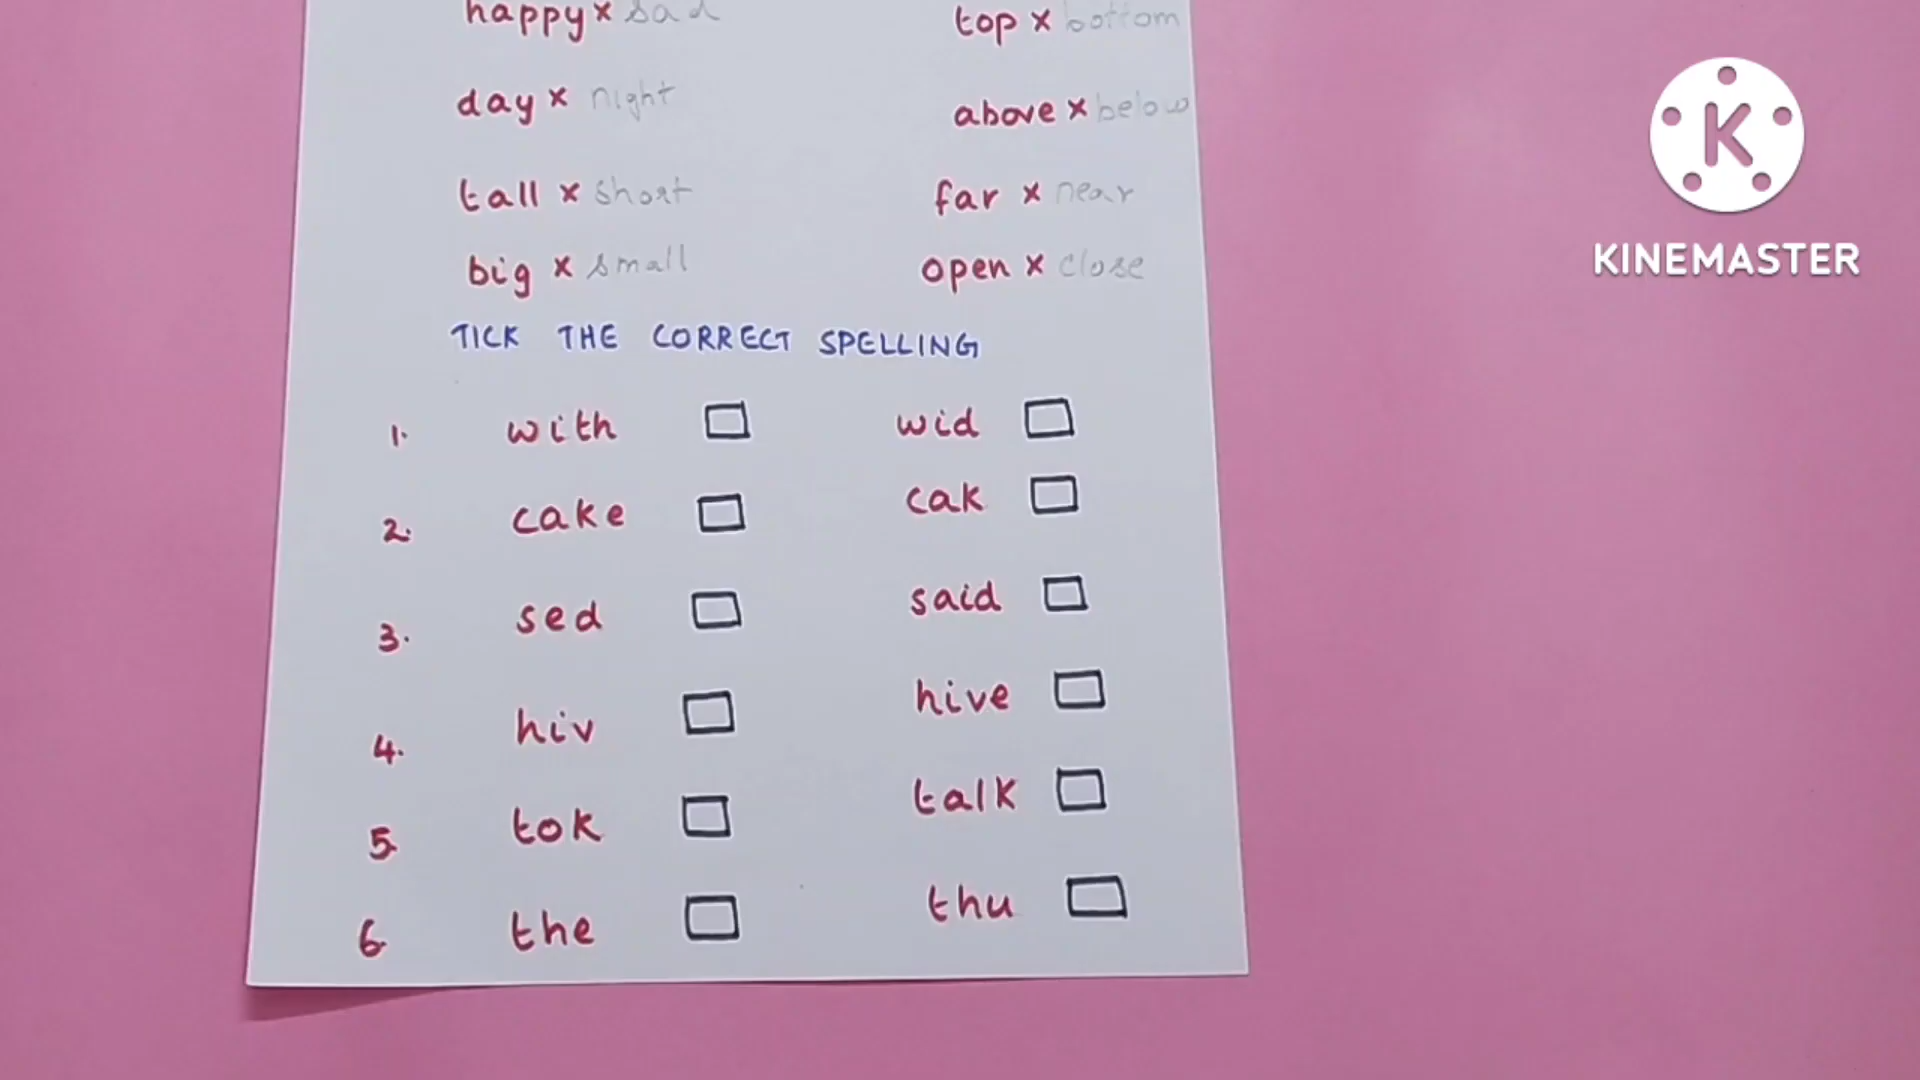 happy x sad top x bottom
day x night above x below
tall x short far x near
big x small open x close
TICK THE CORRECT SPELLING
1. with wid
2. cake cak
3. sed said
4. hiv hive
5. tok talk
6. the thu
K
KINEMASTER